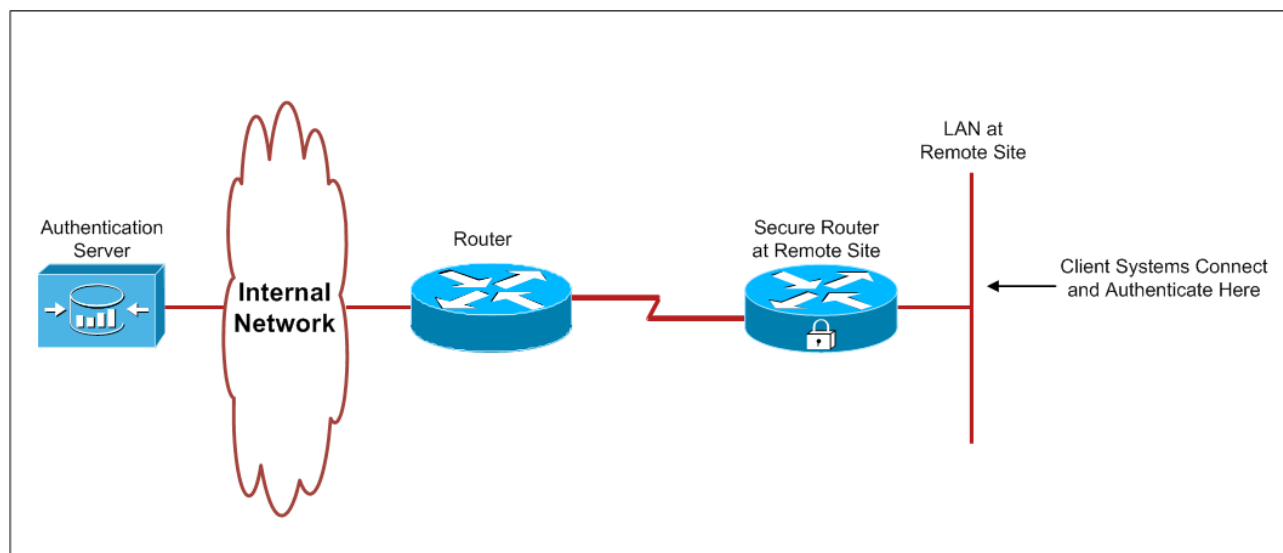 Authentication
Server
Internal
Network
Router
Secure Router
at Remote Site
LAN at
Remote Site
Client Systems Connect
and Authenticate Here